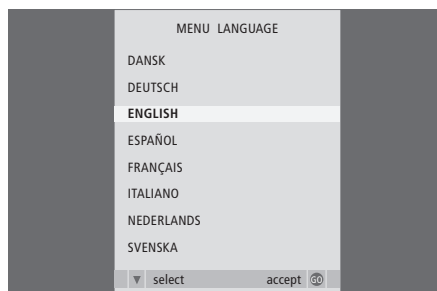 MENU LANGUAGE
DANSK
DEUTSCH
ENGLISH
ESPAÑOL
FRANÇAIS
ITALIANO
NEDERLANDS
SVENSKA
▼ select accept GO